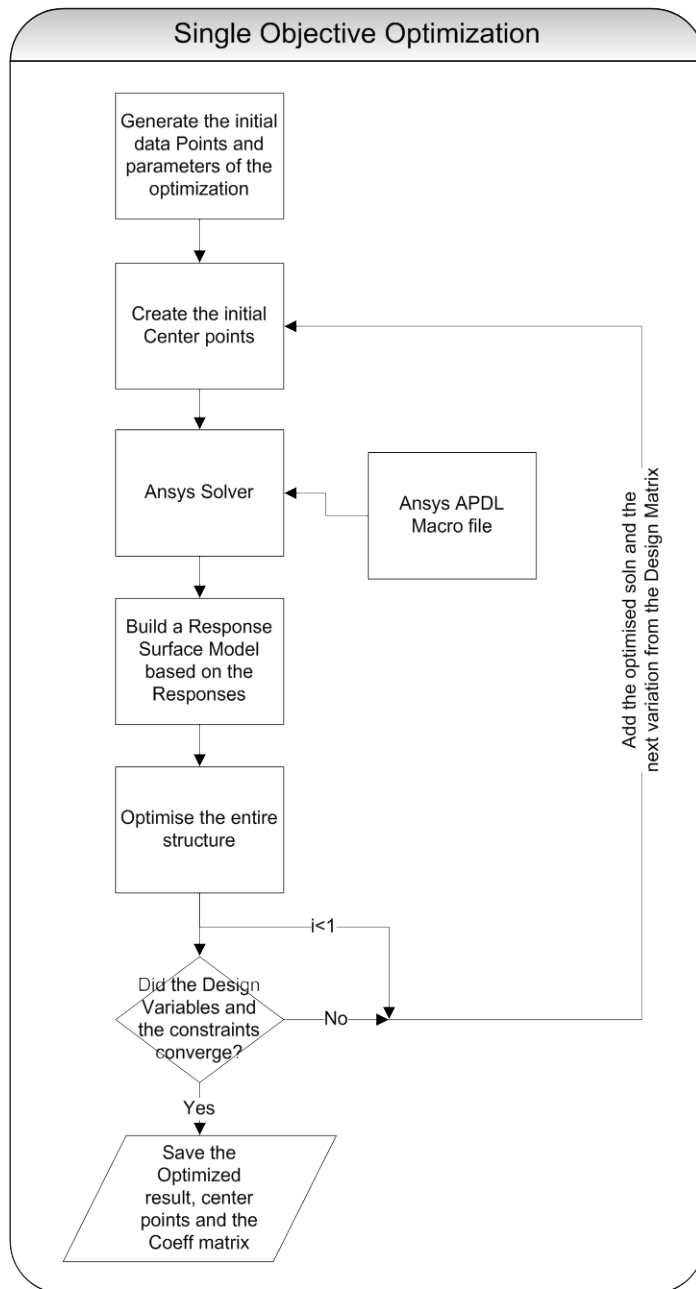 Single Objective Optimization
Generate the initial
data Points and
parameters of the
optimization
Create the initial
Center points
Ansys Solver
Ansys APDL
Macro file
Build a Response
Surface Model
based on the
Responses
Optimise the entire
structure
i<1
Did the Design
Variables and
the constraints
converge?
No
Yes
Save the
Optimized
result, center
points and the
Coeff matrix
Add the optimised soln and the
next variation from the Design Matrix